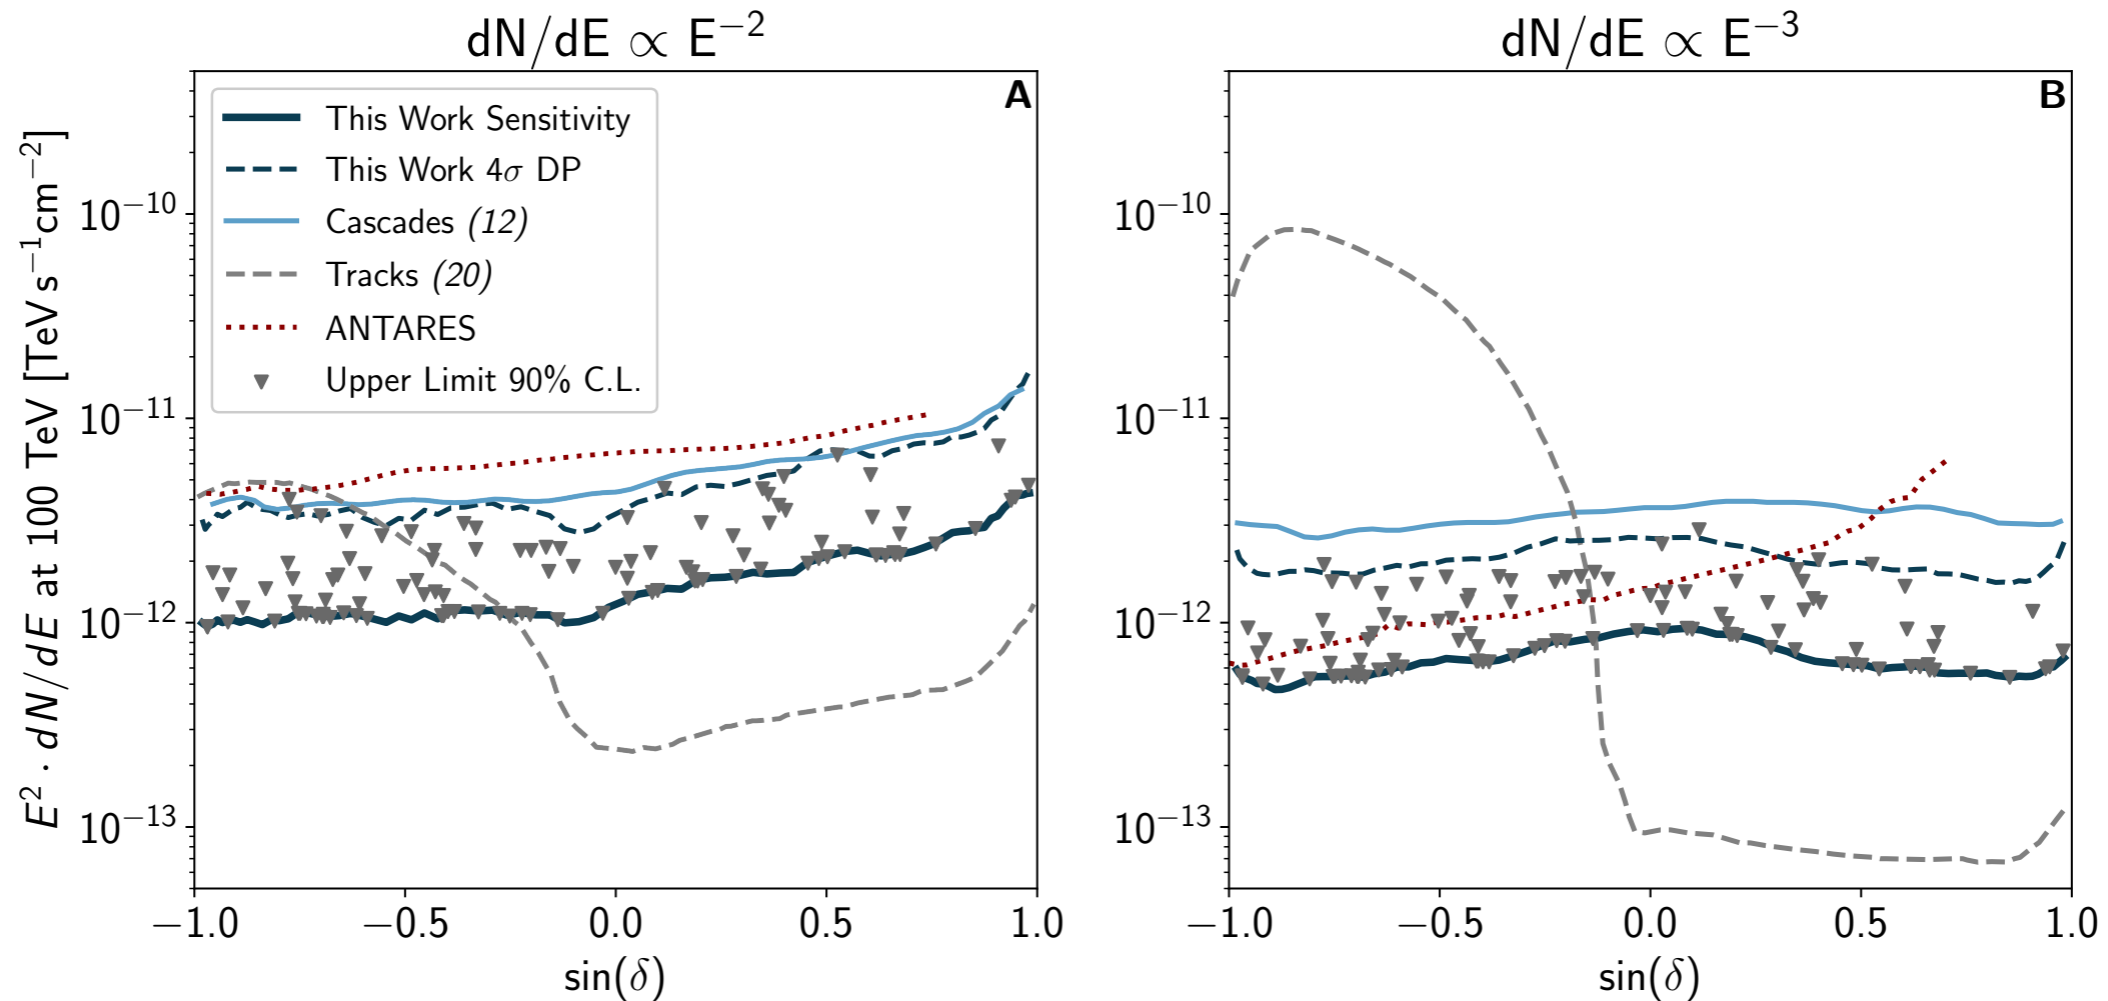 dN/dE ∝ E⁻²
A
This Work Sensitivity
This Work 4σ DP
Cascades (12)
Tracks (20)
ANTARES
Upper Limit 90% C.L.
E² · dN/dE at 100 TeV [TeV s⁻¹cm⁻²]
10⁻¹⁰
10⁻¹¹
10⁻¹²
10⁻¹³
−1.0 −0.5 0.0 0.5 1.0
sin(δ)
dN/dE ∝ E⁻³
B
10⁻¹⁰
10⁻¹¹
10⁻¹²
10⁻¹³
−1.0 −0.5 0.0 0.5 1.0
sin(δ)